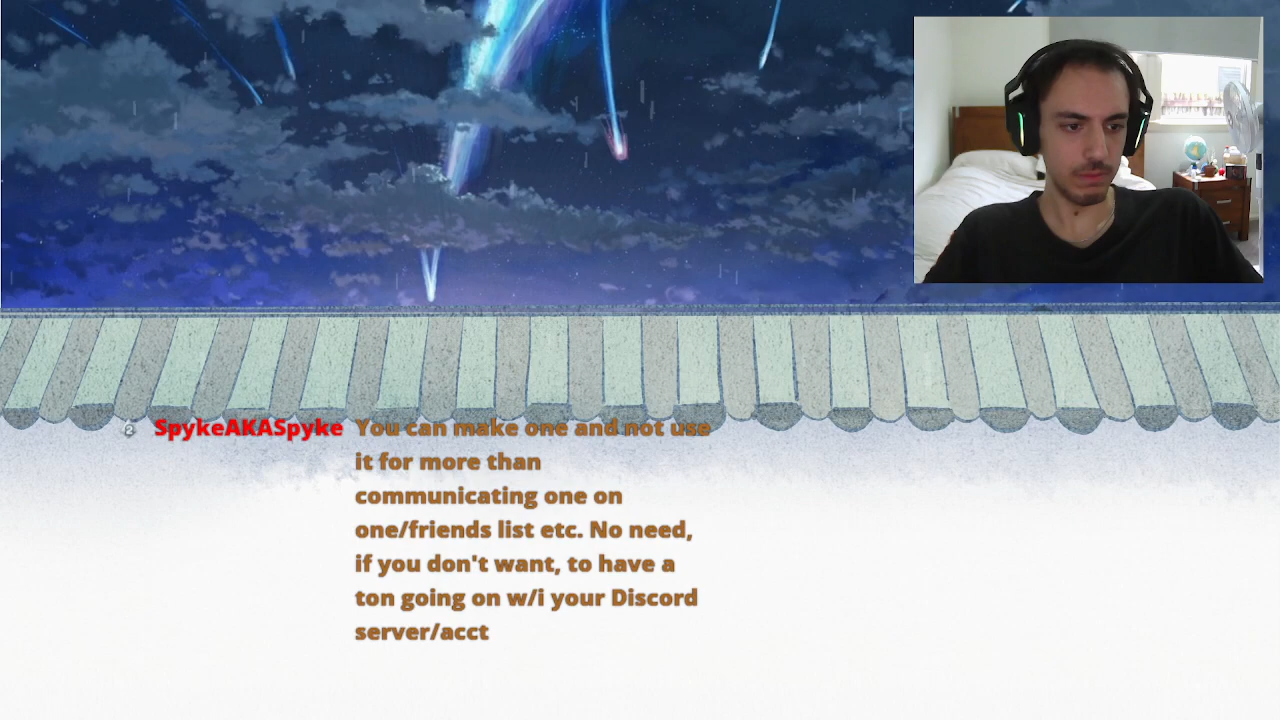 2 SpykeAKASpyke You can make one and not use
it for more than
communicating one on
one/friends list etc. No need,
if you don't want, to have a
ton going on w/i your Discord
server/acct